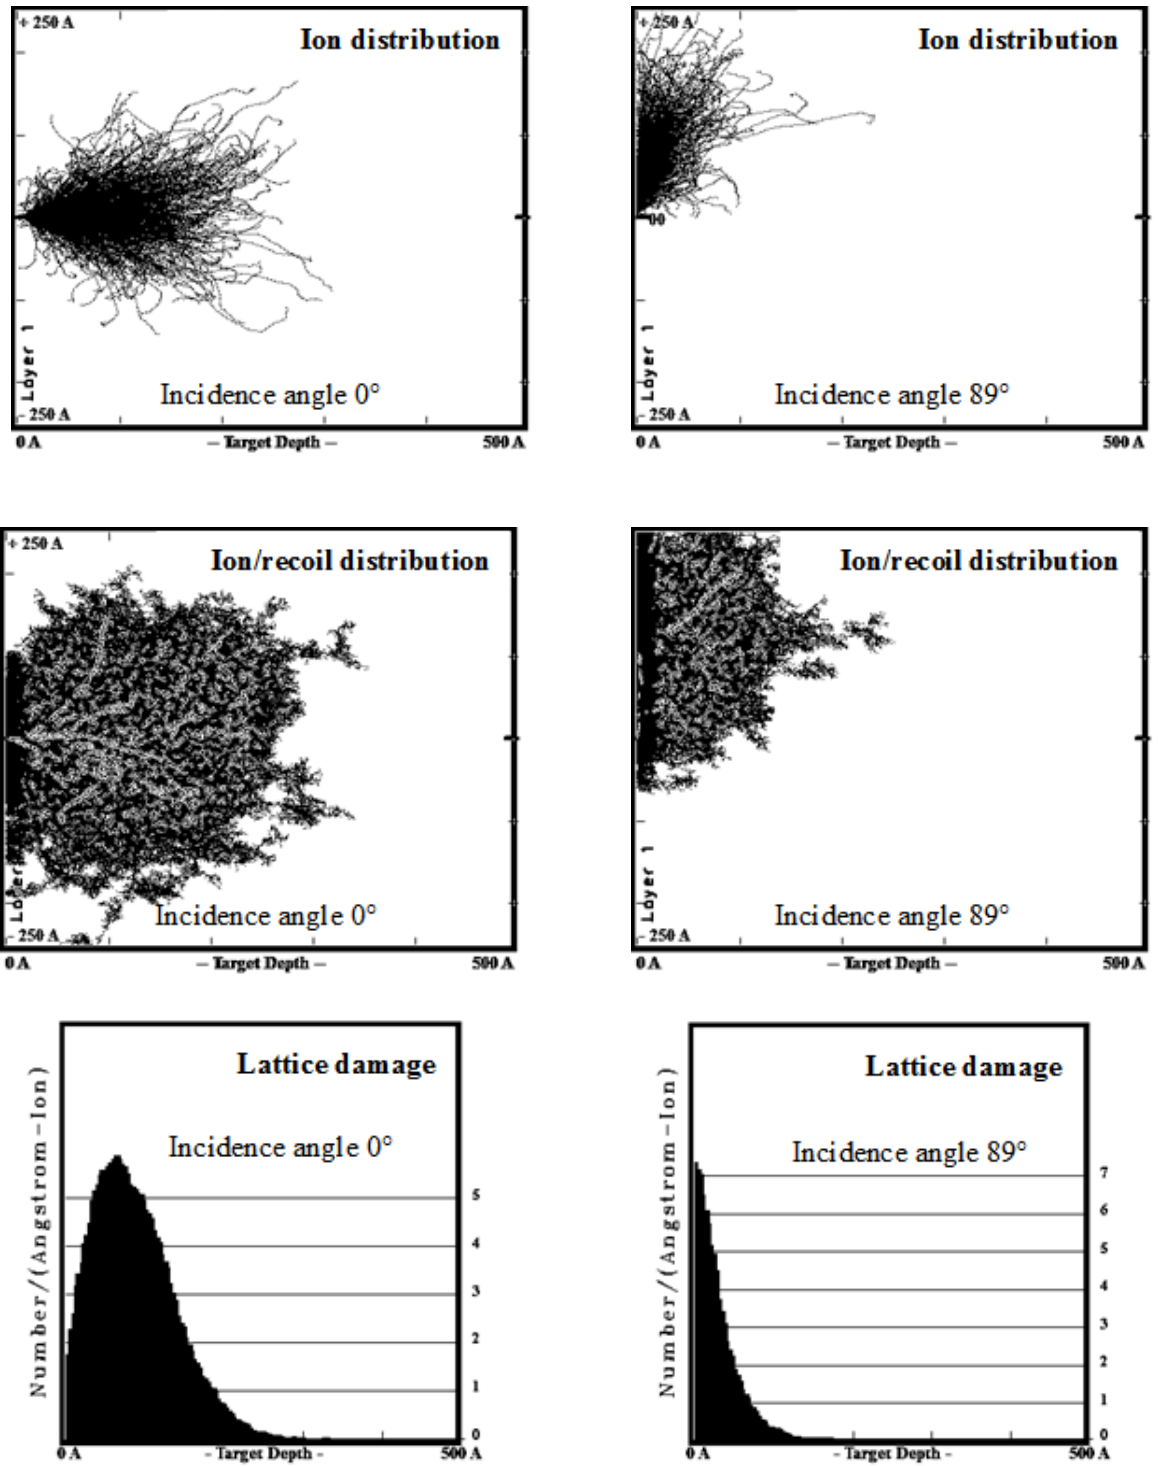 + 250 A
Ion distribution
Layer 1
Incidence angle 0°
- 250 A
0 A
— Target Depth —
500 A
+ 250 A
Ion distribution
00
Layer 1
Incidence angle 89°
- 250 A
0 A
— Target Depth —
500 A
+ 250 A
Ion/recoil distribution
Layer
Incidence angle 0°
- 250 A
0 A
— Target Depth —
500 A
Ion/recoil distribution
Layer 1
Incidence angle 89°
- 250 A
0 A
— Target Depth —
500 A
Lattice damage
Incidence angle 0°
Number/(Angstrom-Ion)
5
4
3
2
1
0
0 A
- Target Depth -
500 A
Lattice damage
Incidence angle 89°
Number/(Angstrom-Ion)
7
6
5
4
3
2
1
0
0 A
- Target Depth -
500 A